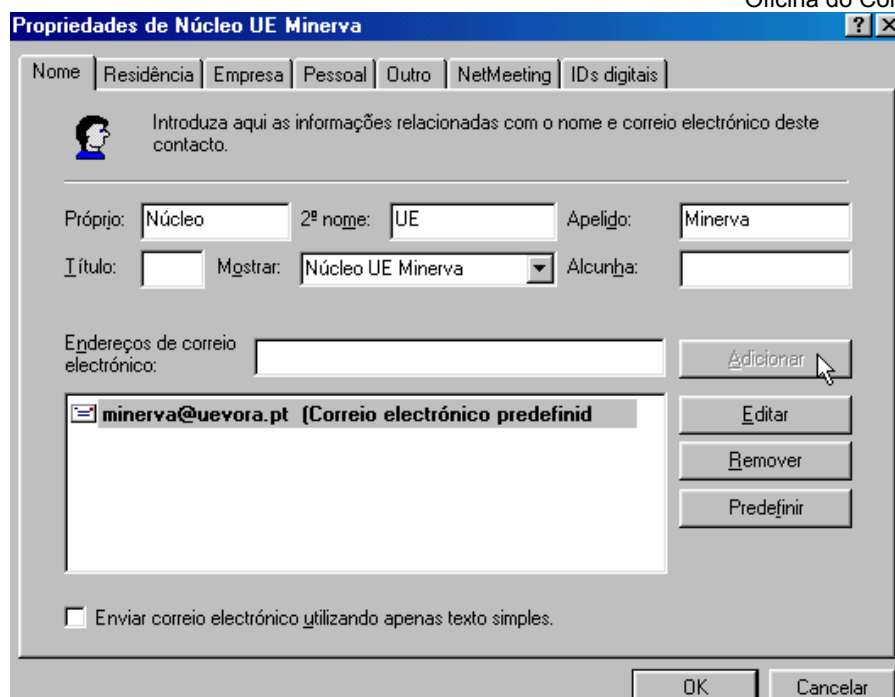 Oficina do Cor
Propriedades de Núcleo UE Minerva
Nome Residência Empresa Pessoal Outro NetMeeting IDs digitais
Introduza aqui as informações relacionadas com o nome e correio electrónico deste
contacto.
Próprio: Núcleo 2º nome: UE Apelido: Minerva
Título: Mostrar: Núcleo UE Minerva Alcunha:
Endereços de correio
electrónico:
Adicionar
minerva@uevora.pt (Correio electrónico predefinid
Editar
Remover
Predefinir
Enviar correio electrónico utilizando apenas texto simples.
OK Cancelar